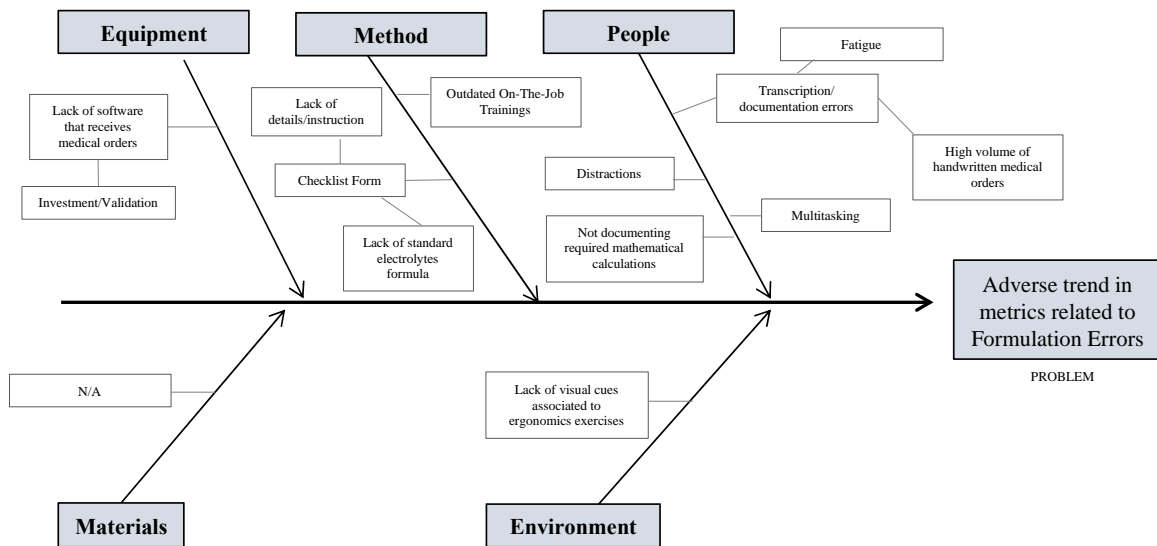 Equipment
Method
People
Fatigue
Lack of software
that receives
medical orders
Investment/Validation
Lack of
details/instruction
Outdated On-The-Job
Trainings
Checklist Form
Lack of standard
electrolytes
formula
Transcription/
documentation errors
High volume of
handwritten medical
orders
Distractions
Multitasking
Not documenting
required mathematical
calculations
Adverse trend in
metrics related to
Formulation Errors
PROBLEM
N/A
Lack of visual cues
associated to
ergonomics exercises
Materials
Environment